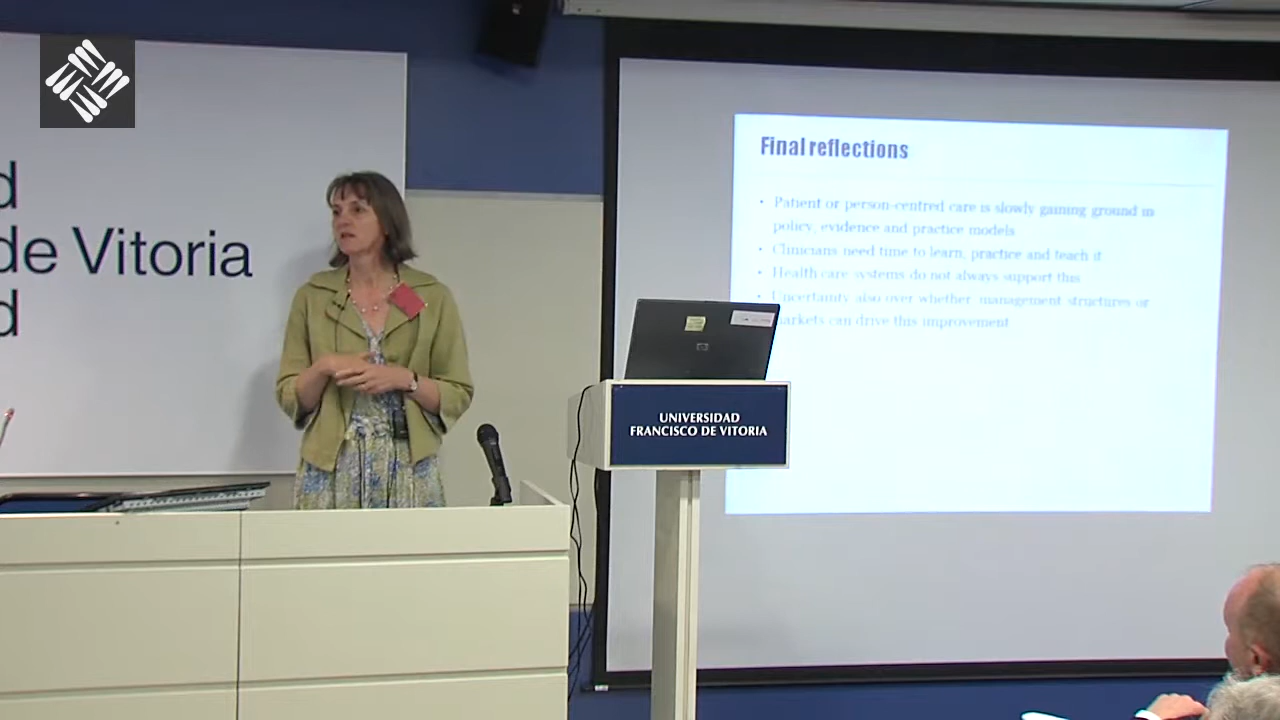 d
de Vitoria
d
Final reflections
• Patient or person-centred care is slowly gaining ground in
policy, evidence and practice models
• Clinicians need time to learn, practice and teach it
• Health care systems do not always support this
• Uncertainty also over whether management structures or
markets can drive this improvement
UNIVERSIDAD
FRANCISCO DE VITORIA